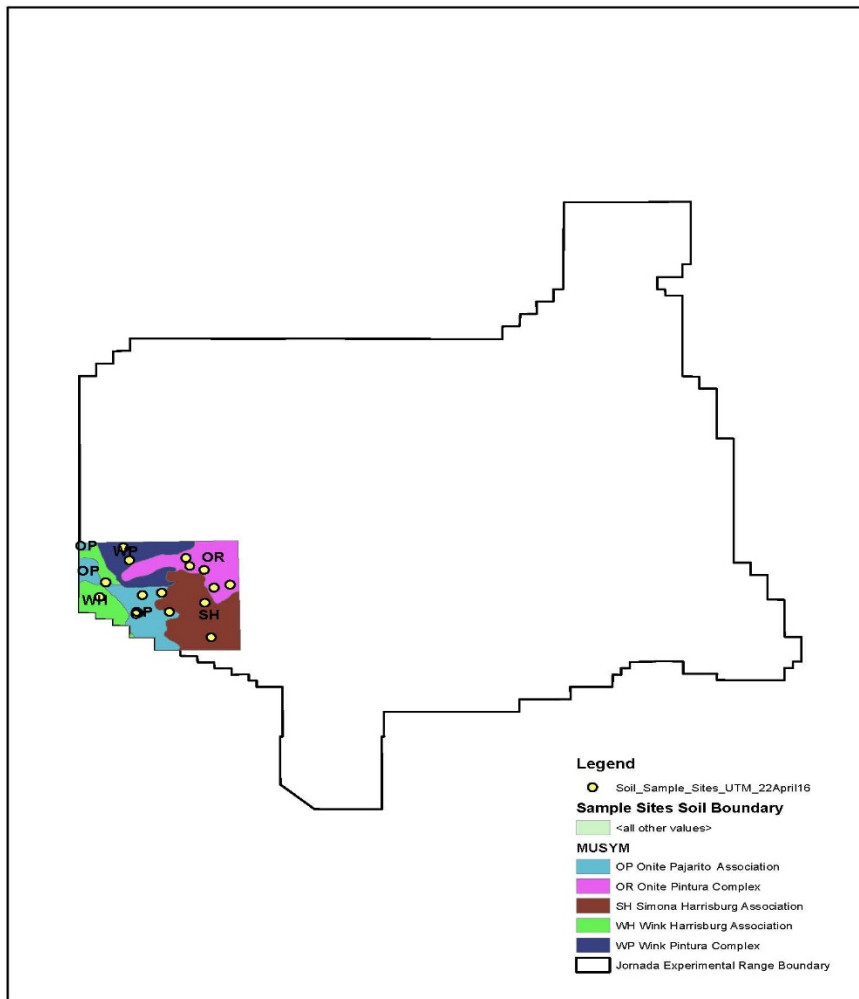 OP
WP
OR
OP
WH
OP
SH
Legend
Soil_Sample_Sites_UTM_22April16
Sample Sites Soil Boundary
<all other values>
MUSYM
OP Onite Pajarito Association
OR Onite Pintura Complex
SH Simona Harrisburg Association
WH Wink Harrisburg Association
WP Wink Pintura Complex
Jornada Experimental Range Boundary